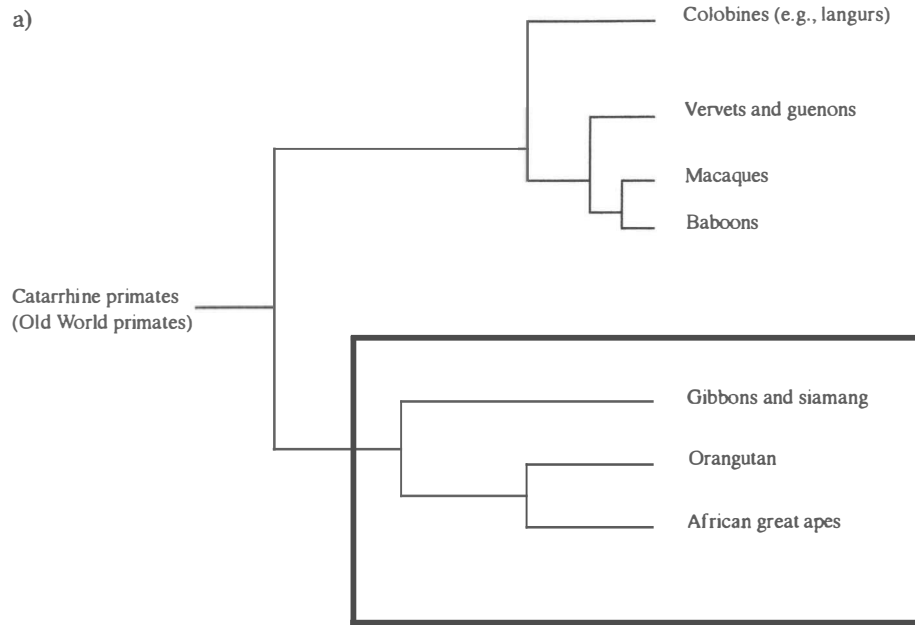 a)
Colobines (e.g., langurs)
Vervets and guenons
Macaques
Baboons
Catarrhine primates
(Old World primates)
Gibbons and siamang
Orangutan
African great apes